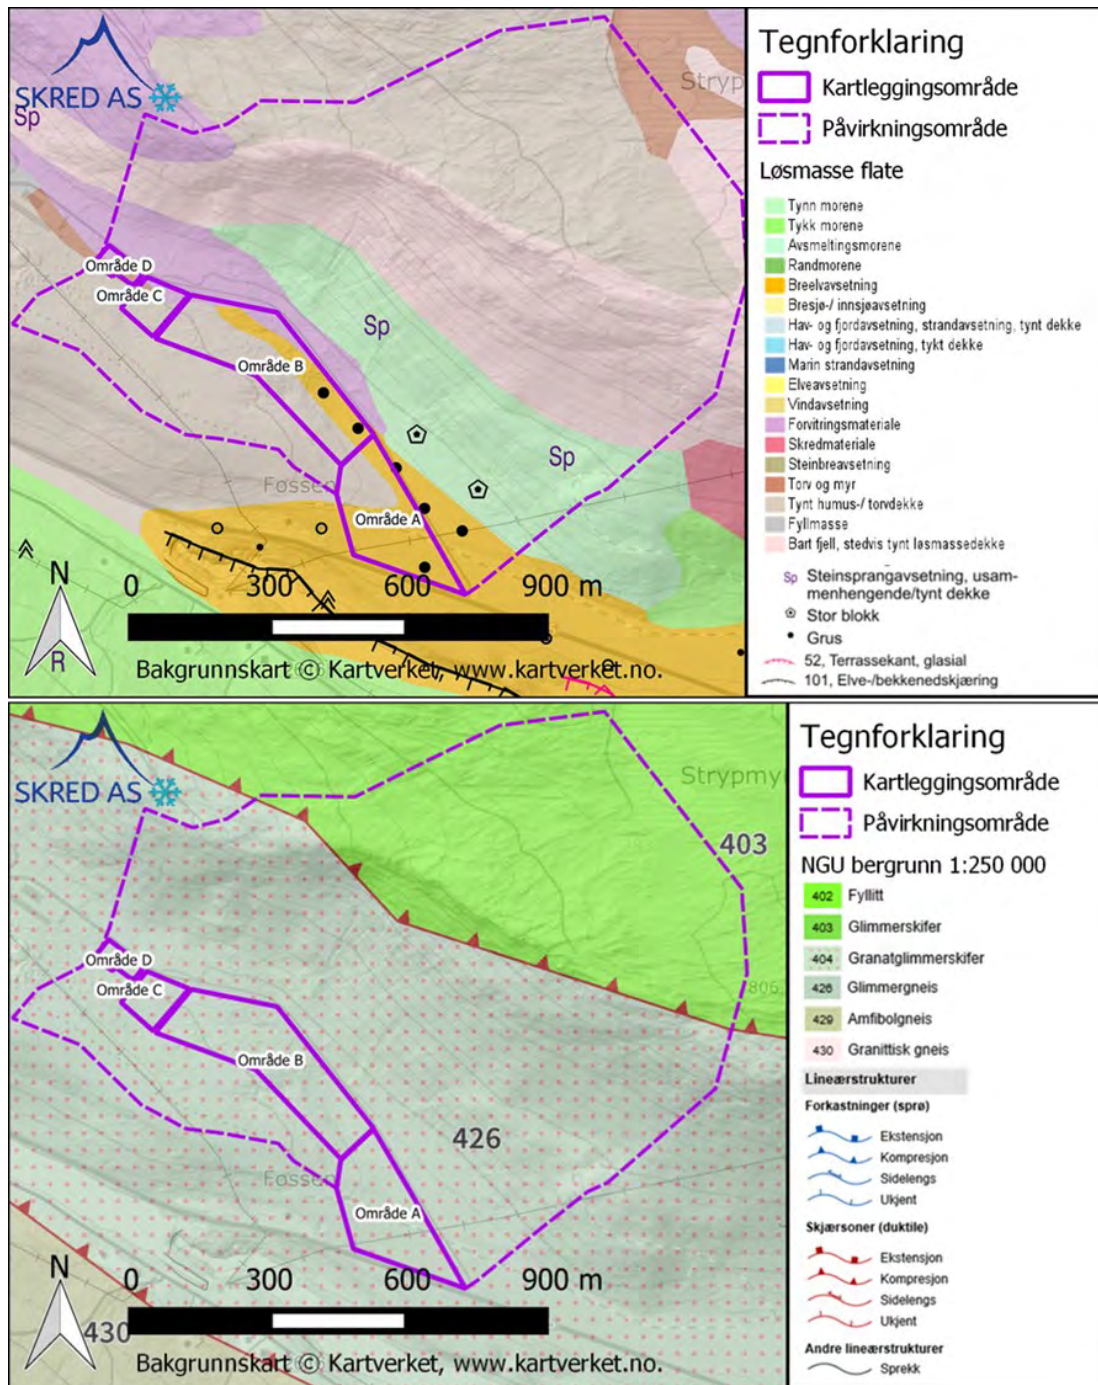 SKRED AS
Sp
Stryp
Område D
Område C
Område B
Sp
Sp
Fossen
Område A
N
0 300 600 900 m
R
Bakgrunnskart © Kartverket, www.kartverket.no.
Tegnforklaring
Kartleggingsområde
Påvirkningsområde
Løsmasse flate
Tynn morene
Tykk morene
Avsmeltingsmorene
Randmorene
Breelvavsetning
Bresjø-/ innsjøavsetning
Hav- og fjordavsetning, strandavsetning, tynt dekke
Hav- og fjordavsetning, tykt dekke
Marin strandavsetning
Elveavsetning
Vindavsetning
Forvitringsmateriale
Skredmateriale
Steinbreavsetning
Torv og myr
Tynt humus-/ torvdekke
Fyllmasse
Bart fjell, stedvis tynt løsmassedekke
Sp Steinsprangavsetning, usam-
menhengende/tynt dekke
Stor blokk
Grus
52, Terrassekant, glasial
101, Elve-/bekkenedskjæring
SKRED AS
Strypmy
403
Område D
Område C
806
Område B
426
Fossen
Område A
N
0 300 600 900 m
430
Bakgrunnskart © Kartverket, www.kartverket.no.
Tegnforklaring
Kartleggingsområde
Påvirkningsområde
NGU bergrunn 1:250 000
402 Fyllitt
403 Glimmerskifer
404 Granatglimmerskifer
426 Glimmergneis
429 Amfibolgneis
430 Granittisk gneis
Lineærstrukturer
Forkastninger (sprø)
Ekstensjon
Kompresjon
Sidelengs
Ukjent
Skjærsoner (duktile)
Ekstensjon
Kompresjon
Sidelengs
Ukjent
Andre lineærstrukturer
Sprekk